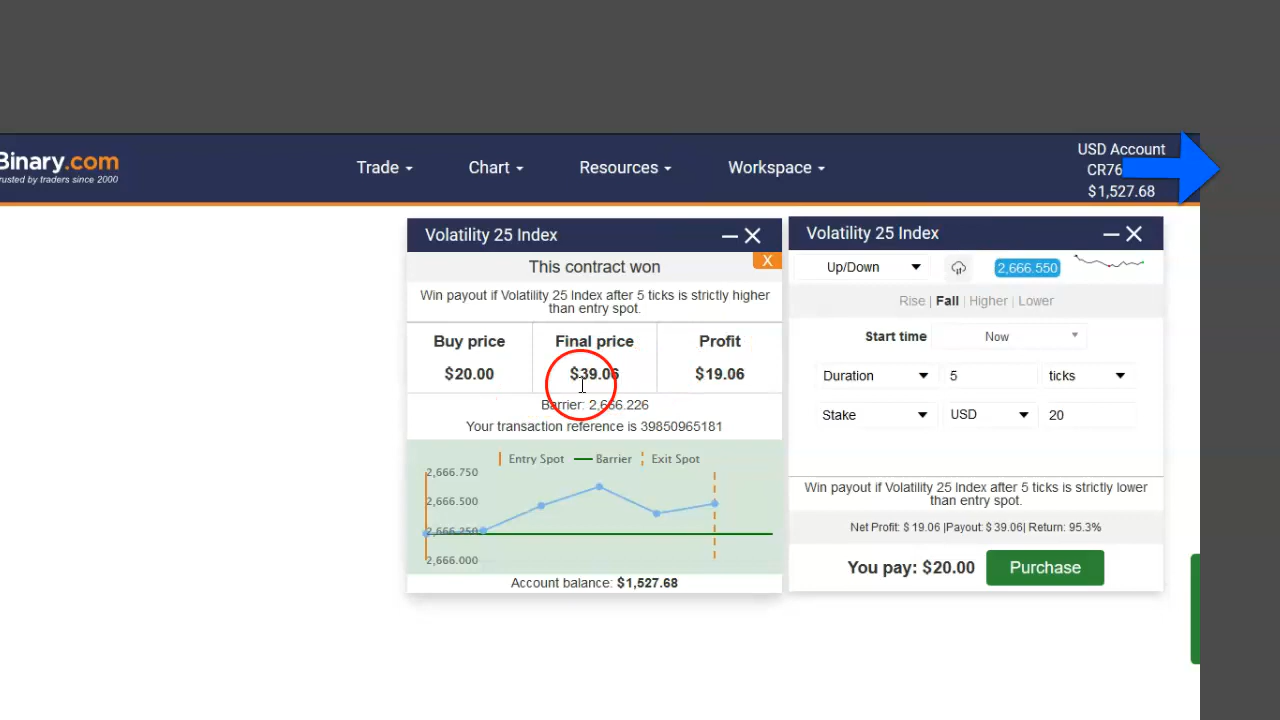 Binary.com
rusted by traders since 2000
Trade
Chart
Resources
Workspace
USD Account
CR76
$1,527.68
Volatility 25 Index
This contract won
X
Win payout if Volatility 25 Index after 5 ticks is strictly higher
than entry spot.
Buy price Final price Profit
$20.00 $39.06 $19.06
Barrier: 2,666.226
Your transaction reference is 39850965181
Entry Spot Barrier Exit Spot
2,666.750
2,666.500
2,666.250
2,666.000
Account balance: $1,527.68
Volatility 25 Index
Up/Down 2,666.550
Rise | Fall | Higher | Lower
Start time Now
Duration 5 ticks
Stake USD 20
Win payout if Volatility 25 Index after 5 ticks is strictly lower
than entry spot.
Net Profit: $ 19.06 |Payout: $ 39.06| Return: 95.3%
You pay: $20.00 Purchase